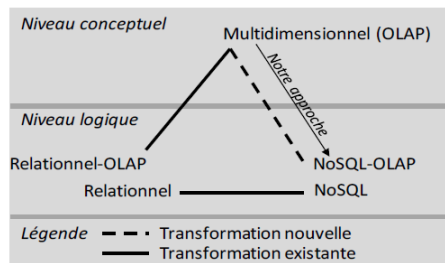 Niveau conceptuel
Multidimensionnel (OLAP)
Notre approche
Niveau logique
Relationnel-OLAP
NoSQL-OLAP
Relationnel
NoSQL
Légende
Transformation nouvelle
Transformation existante